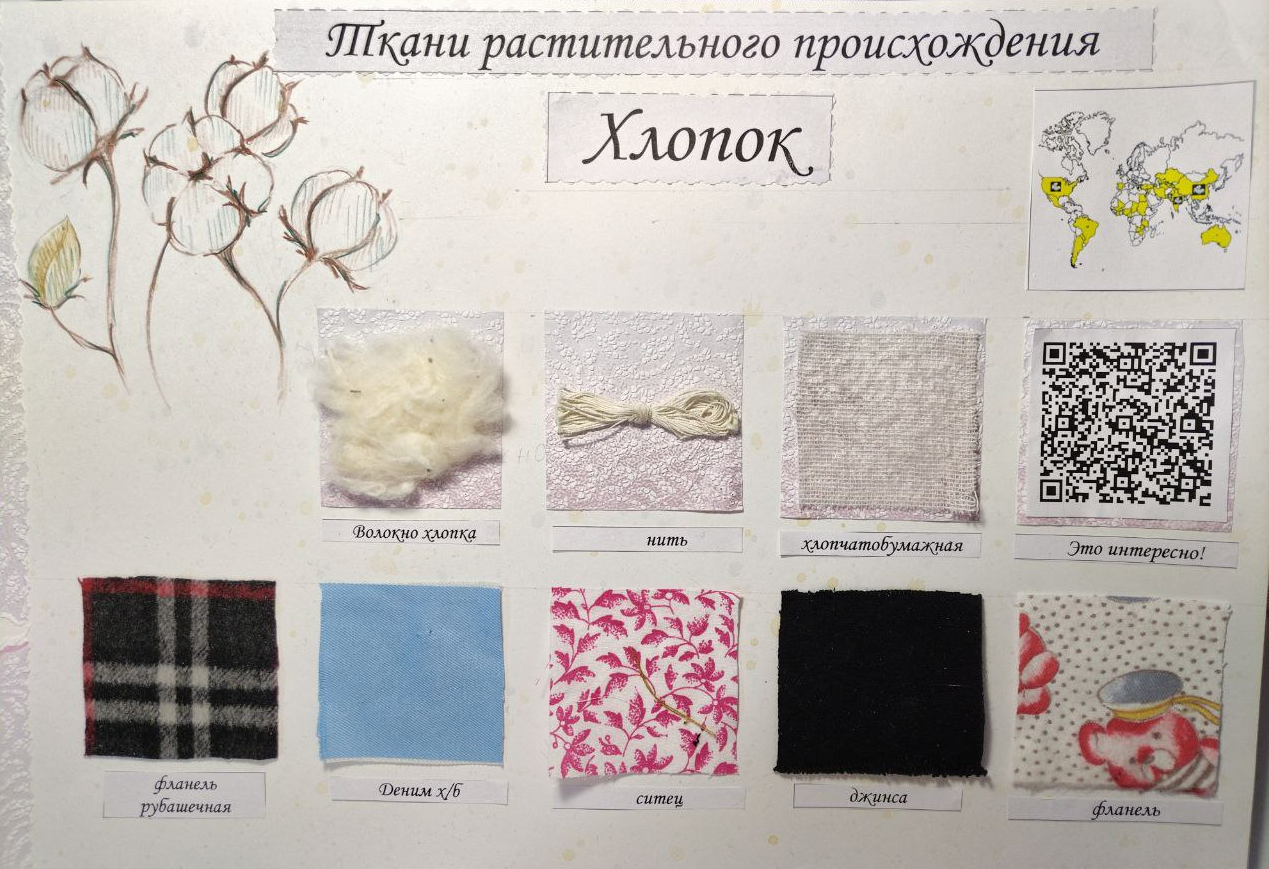 Ткани растительного происхождения
Хлопок
Волокно хлопка
нить
хлопчатобумажная
Это интересно!
фланель
рубашечная
Деним х/б
ситец
джинса
фланель